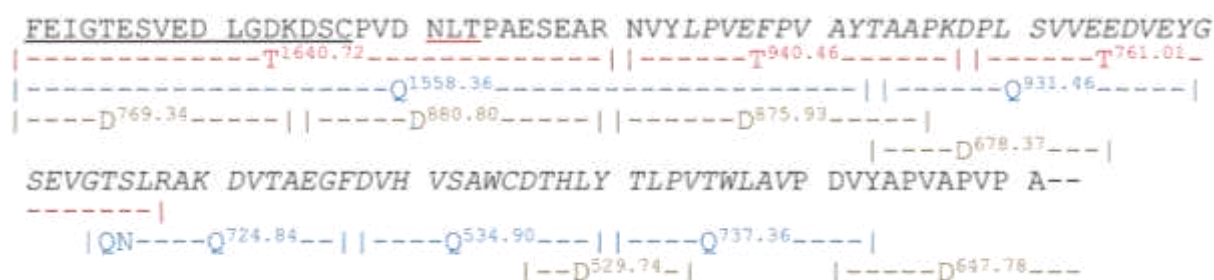 FEIGTESVED LGDKDSCPVD NLTPAESEAR NVYLPVEFPV AYTAAPKDPL SVVEEDVEYG
|-------------T1640.72------------||------T940.46------||------T761.01-
|--------------------Q1558.36-------------------||------Q931.46-----|
|----D769.34-----||-----D880.80-----||------D875.93-----|
|----D678.37---|
SEVGTSLRAK DVTAEGFDVH VSAWCDTHLY TLPVTWLAVP DVYAPVAPVP A--
-------|
|QN----Q724.84--||----Q534.90---||----Q737.36-----|
|--D529.74-| |-----D647.78-----